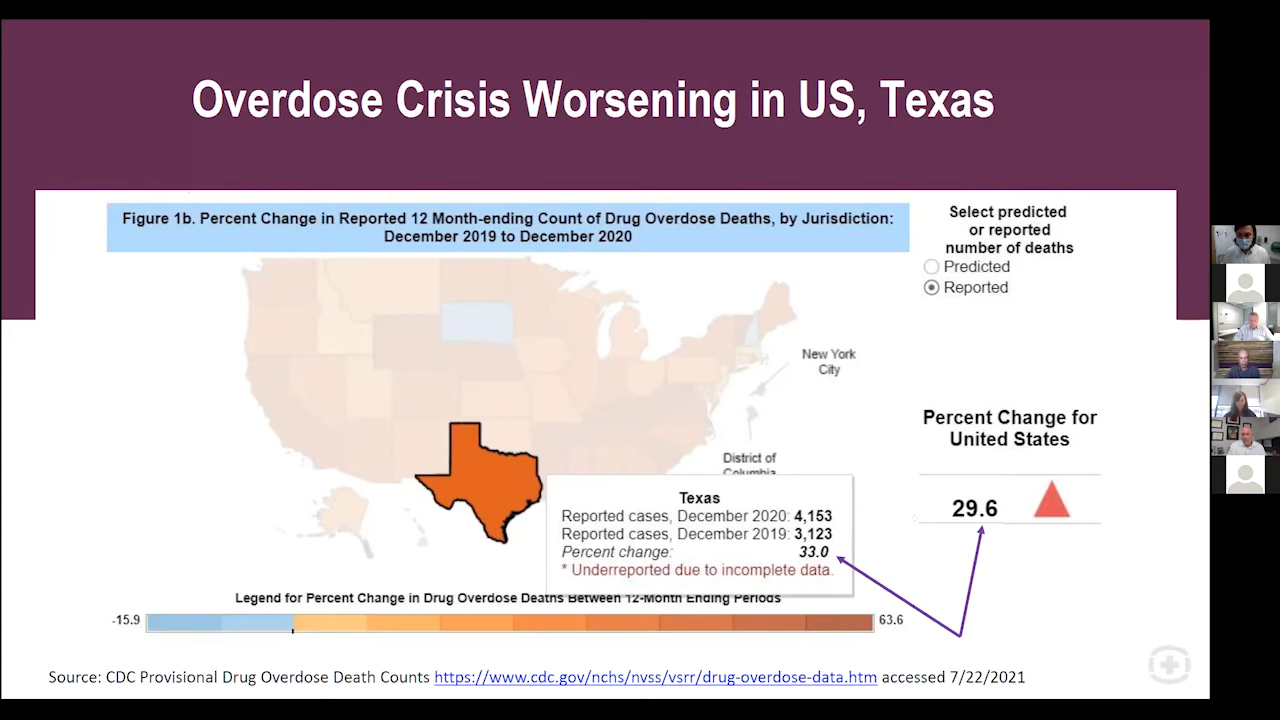 Overdose Crisis Worsening in US, Texas
Figure 1b. Percent Change in Reported 12 Month-ending Count of Drug Overdose Deaths, by Jurisdiction:
December 2019 to December 2020
Select predicted
or reported
number of deaths
Predicted
Reported
New York
City
Percent Change for
United States
29.6
District of
Columbia
Texas
Reported cases, December 2020: 4,153
Reported cases, December 2019: 3,123
Percent change: 33.0
* Underreported due to incomplete data.
Legend for Percent Change in Drug Overdose Deaths Between 12-Month Ending Periods
-15.9
63.6
Source: CDC Provisional Drug Overdose Death Counts https://www.cdc.gov/nchs/nvss/vsrr/drug-overdose-data.htm accessed 7/22/2021